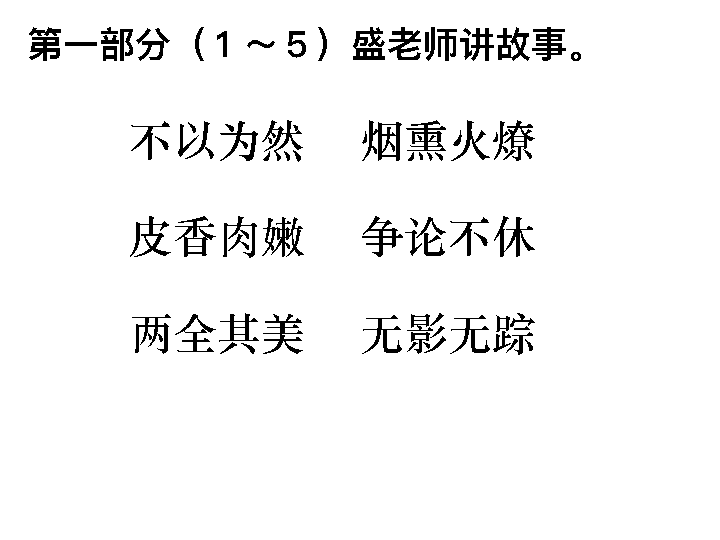 第一部分（1～5）盛老师讲故事。
不以为然 烟熏火燎
皮香肉嫩 争论不休
两全其美 无影无踪